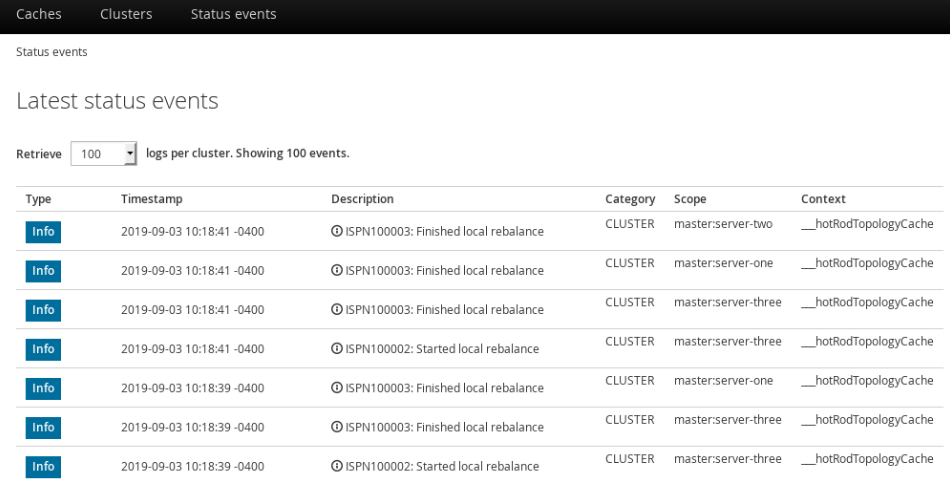 Caches Clusters Status events
Status events
Latest status events
Retrieve 100 logs per cluster. Showing 100 events.
Type Timestamp Description Category Scope Context
Info 2019-09-03 10:18:41 -0400 ISPN100003: Finished local rebalance CLUSTER master:server-two ___hotRodTopologyCache
Info 2019-09-03 10:18:41 -0400 ISPN100003: Finished local rebalance CLUSTER master:server-one ___hotRodTopologyCache
Info 2019-09-03 10:18:41 -0400 ISPN100003: Finished local rebalance CLUSTER master:server-three ___hotRodTopologyCache
Info 2019-09-03 10:18:41 -0400 ISPN100002: Started local rebalance CLUSTER master:server-three ___hotRodTopologyCache
Info 2019-09-03 10:18:39 -0400 ISPN100003: Finished local rebalance CLUSTER master:server-one ___hotRodTopologyCache
Info 2019-09-03 10:18:39 -0400 ISPN100003: Finished local rebalance CLUSTER master:server-three ___hotRodTopologyCache
Info 2019-09-03 10:18:39 -0400 ISPN100002: Started local rebalance CLUSTER master:server-three ___hotRodTopologyCache